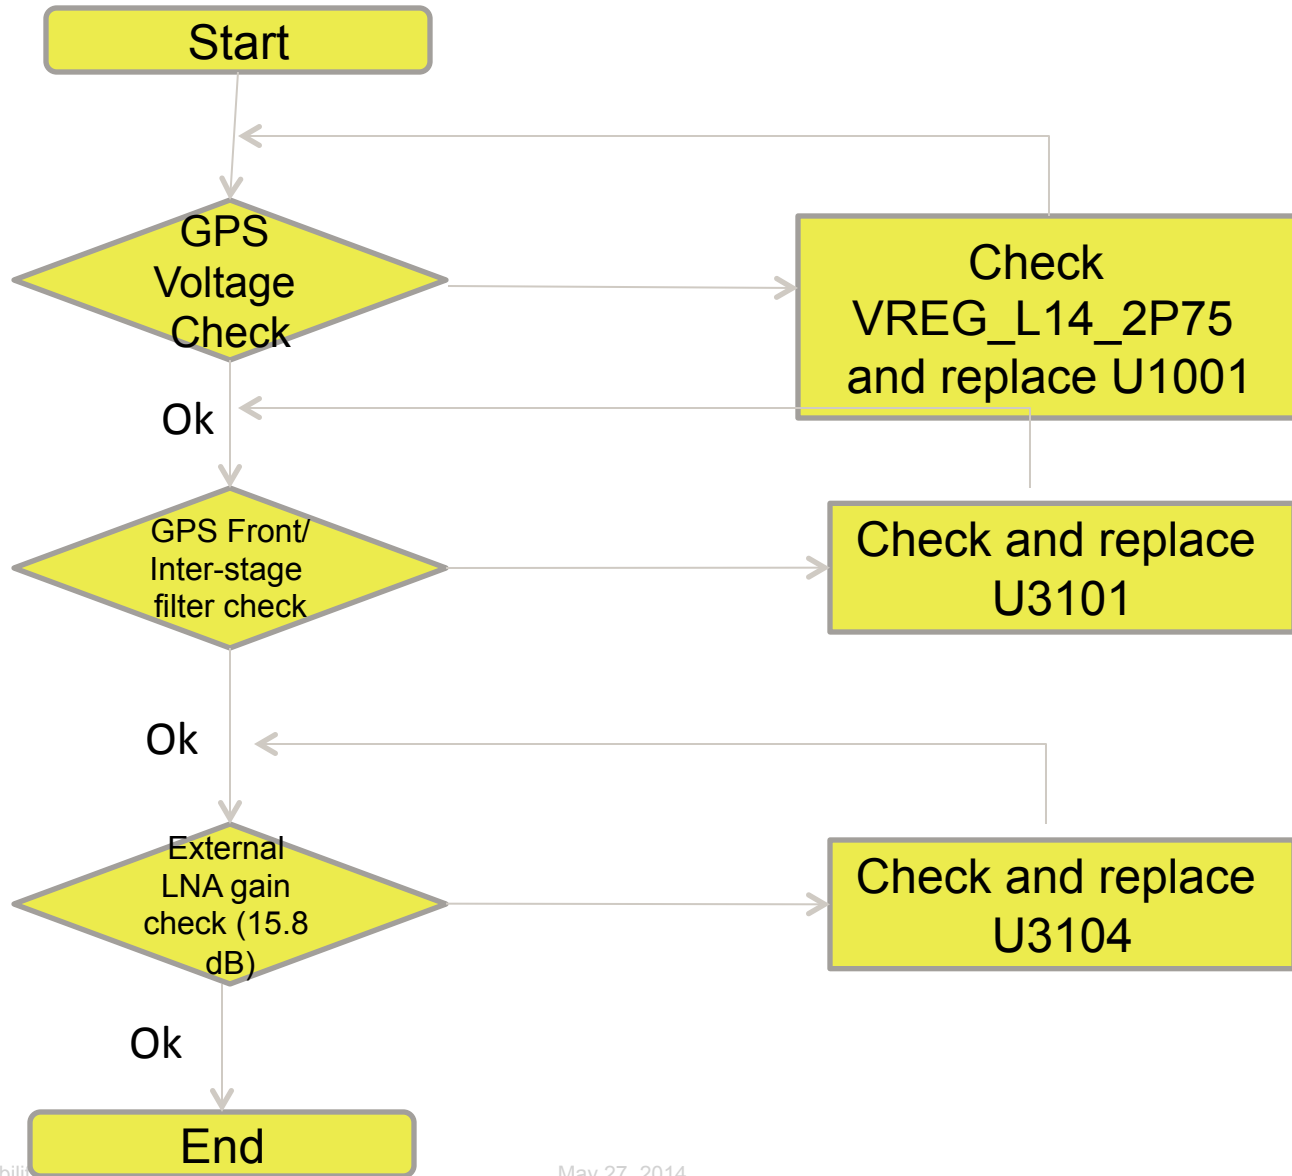 Start
GPS
Voltage
Check
Check
VREG_L14_2P75
and replace U1001
Ok
GPS Front/
Inter-stage
filter check
Check and replace
U3101
Ok
External
LNA gain
check (15.8
dB)
Check and replace
U3104
Ok
End
May 27, 2014